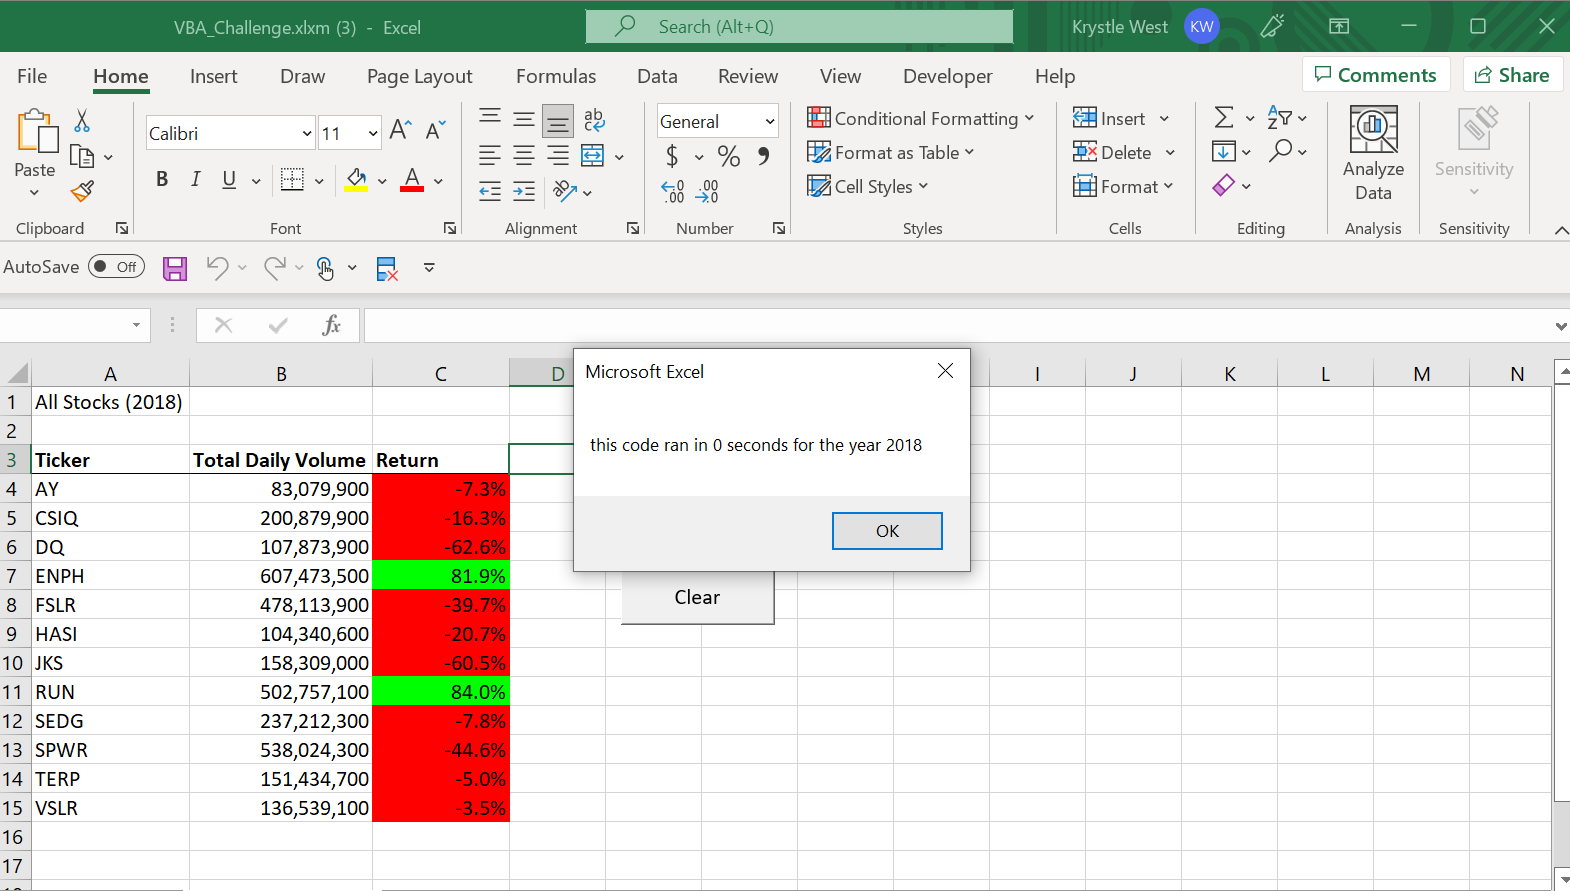 VBA_Challenge.xlxm (3) - Excel
Search (Alt+Q)
Krystle West KW
File Home Insert Draw Page Layout Formulas Data Review View Developer Help Comments Share
Paste
Calibri 11 A^ A˅
B I U A
ab
General
$ % 9
←0 .00 .00 →0
Conditional Formatting
Format as Table
Cell Styles
Insert
Delete
Format
Σ AZ
Analyze Data
Sensitivity
Clipboard Font Alignment Number Styles Cells Editing Analysis Sensitivity
AutoSave Off
fx
A B C D I J K L M N
1 All Stocks (2018)
2
3 Ticker Total Daily Volume Return
4 AY 83,079,900 -7.3%
5 CSIQ 200,879,900 -16.3%
6 DQ 107,873,900 -62.6%
7 ENPH 607,473,500 81.9%
8 FSLR 478,113,900 -39.7%
9 HASI 104,340,600 -20.7%
10 JKS 158,309,000 -60.5%
11 RUN 502,757,100 84.0%
12 SEDG 237,212,300 -7.8%
13 SPWR 538,024,300 -44.6%
14 TERP 151,434,700 -5.0%
15 VSLR 136,539,100 -3.5%
16
17
Microsoft Excel
this code ran in 0 seconds for the year 2018
OK
Clear